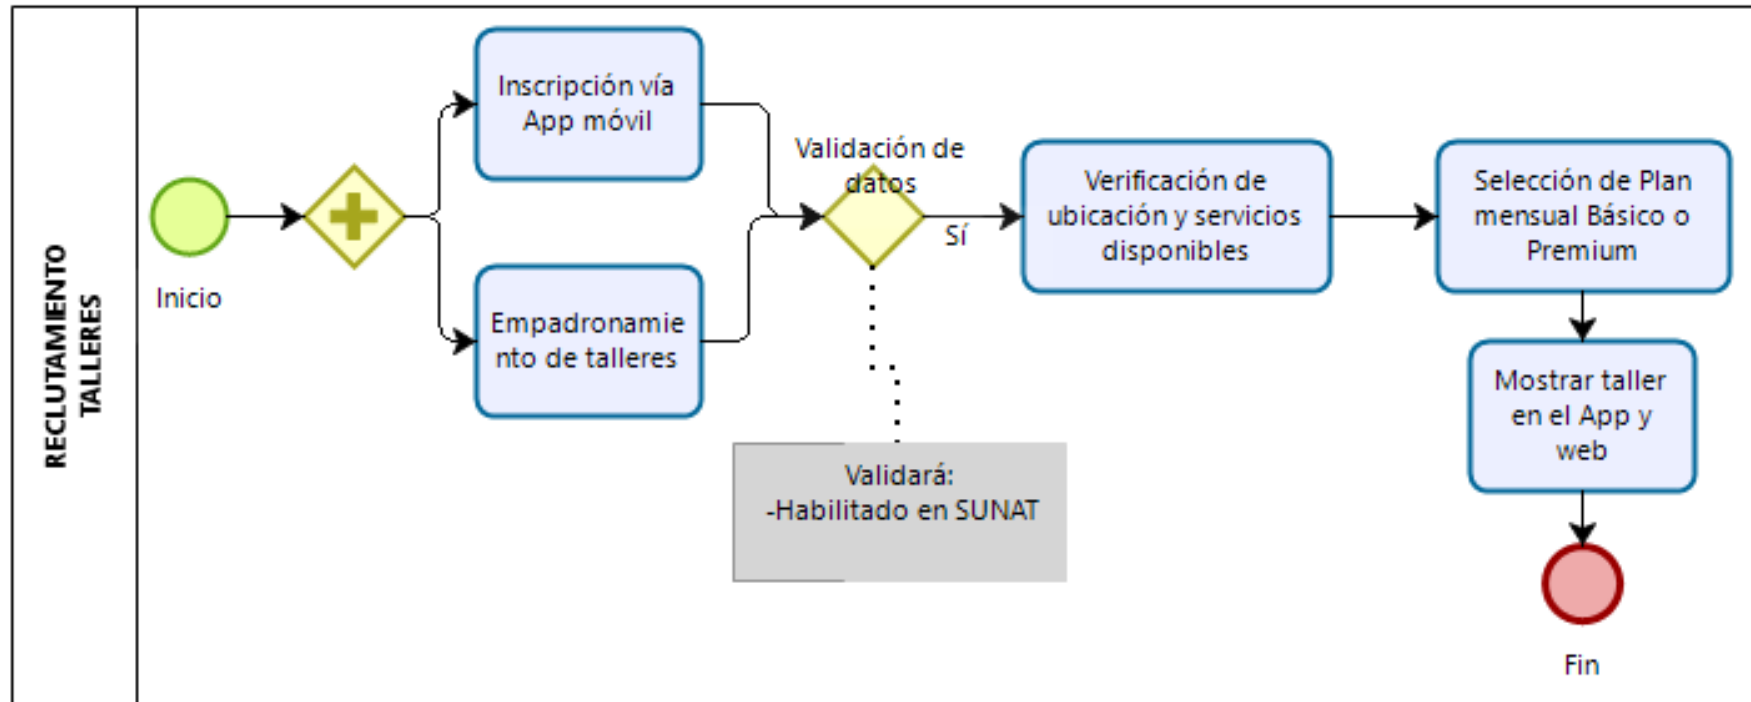 RECLUTAMIENTO
TALLERES
Inicio
Inscripción vía
App móvil
Empadronamie
nto de talleres
Validación de
datos
Sí
Validará:
-Habilitado en SUNAT
Verificación de
ubicación y servicios
disponibles
Selección de Plan
mensual Básico o
Premium
Mostrar taller
en el App y
web
Fin